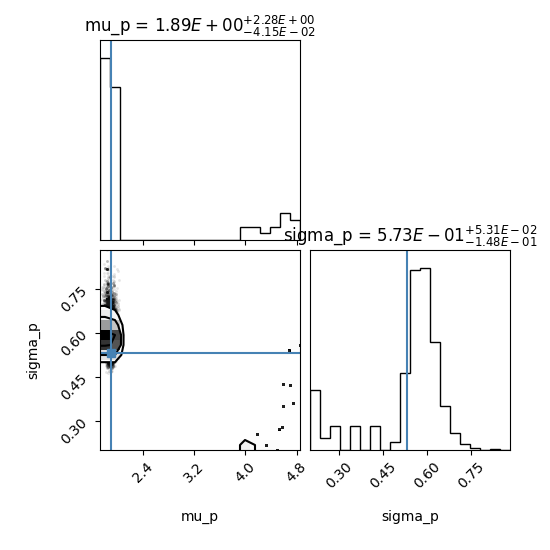 mu_p = 1.89E+00+2.28E+00−4.15E−02
sigma_p = 5.73E−01+5.31E−02−1.48E−01
sigma_p
0.75
0.60
0.45
0.30
2.4 3.2 4.0 4.8
0.30 0.45 0.60 0.75
mu_p sigma_p